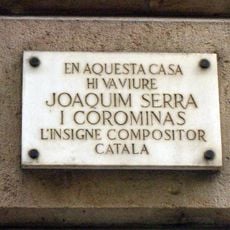 EN AQUESTA CASA
HI VA VIURE
JOAQUIM SERRA
I COROMINAS
L'INSIGNE COMPOSITOR
CATALA